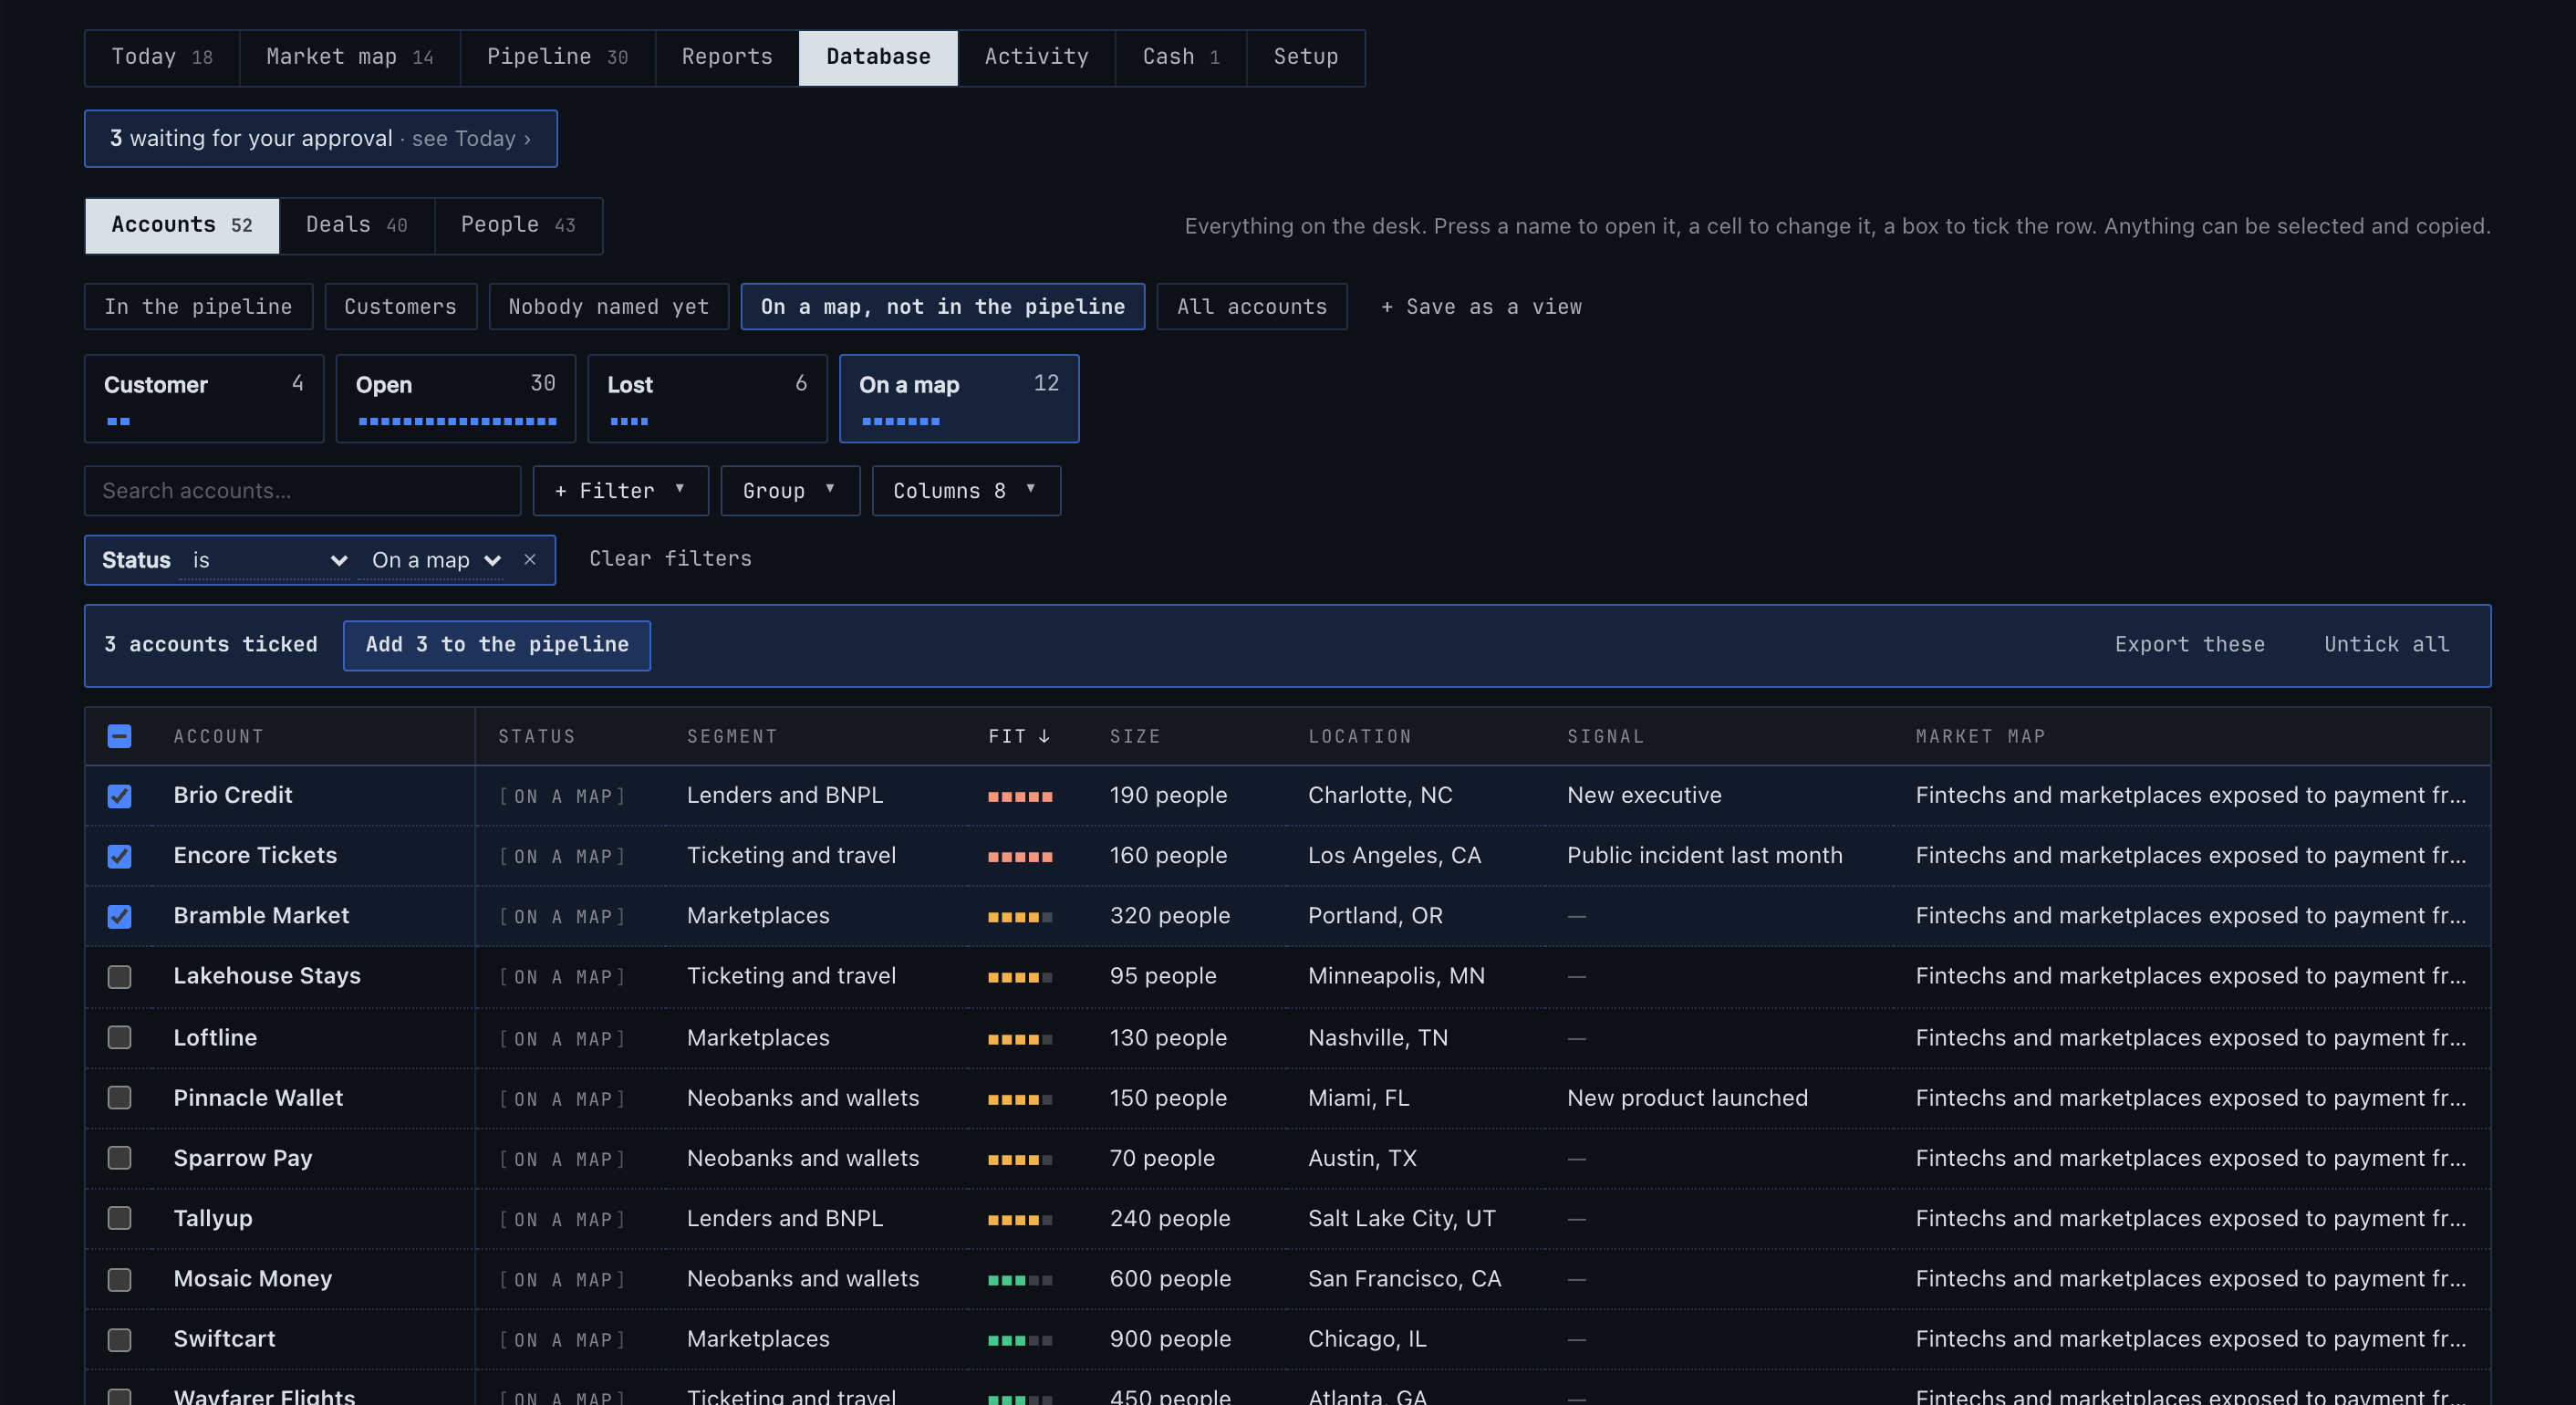 Today 18 Market map 14 Pipeline 30 Reports Database Activity Cash 1 Setup
3 waiting for your approval · see Today ›
Accounts 52 Deals 40 People 43 Everything on the desk. Press a name to open it, a cell to change it, a box to tick the row. Anything can be selected and copied.
In the pipeline Customers Nobody named yet On a map, not in the pipeline All accounts + Save as a view
Customer 4 Open 30 Lost 6 On a map 12
Search accounts... + Filter ▼ Group ▼ Columns 8 ▼
Status is On a map × Clear filters
3 accounts ticked Add 3 to the pipeline Export these Untick all
ACCOUNT STATUS SEGMENT FIT ↓ SIZE LOCATION SIGNAL MARKET MAP
Brio Credit [ON A MAP] Lenders and BNPL 190 people Charlotte, NC New executive Fintechs and marketplaces exposed to payment fr...
Encore Tickets [ON A MAP] Ticketing and travel 160 people Los Angeles, CA Public incident last month Fintechs and marketplaces exposed to payment fr...
Bramble Market [ON A MAP] Marketplaces 320 people Portland, OR — Fintechs and marketplaces exposed to payment fr...
Lakehouse Stays [ON A MAP] Ticketing and travel 95 people Minneapolis, MN — Fintechs and marketplaces exposed to payment fr...
Loftline [ON A MAP] Marketplaces 130 people Nashville, TN — Fintechs and marketplaces exposed to payment fr...
Pinnacle Wallet [ON A MAP] Neobanks and wallets 150 people Miami, FL New product launched Fintechs and marketplaces exposed to payment fr...
Sparrow Pay [ON A MAP] Neobanks and wallets 70 people Austin, TX — Fintechs and marketplaces exposed to payment fr...
Tallyup [ON A MAP] Lenders and BNPL 240 people Salt Lake City, UT — Fintechs and marketplaces exposed to payment fr...
Mosaic Money [ON A MAP] Neobanks and wallets 600 people San Francisco, CA — Fintechs and marketplaces exposed to payment fr...
Swiftcart [ON A MAP] Marketplaces 900 people Chicago, IL — Fintechs and marketplaces exposed to payment fr...
Wayfarer Flights [ON A MAP] Ticketing and travel 450 people Atlanta, GA — Fintechs and marketplaces exposed to payment fr...